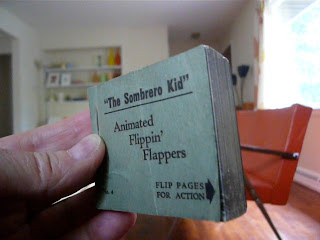 "The Sombrero Kid"
Animated
Flippin'
Flappers
FLIP PAGES
FOR ACTION